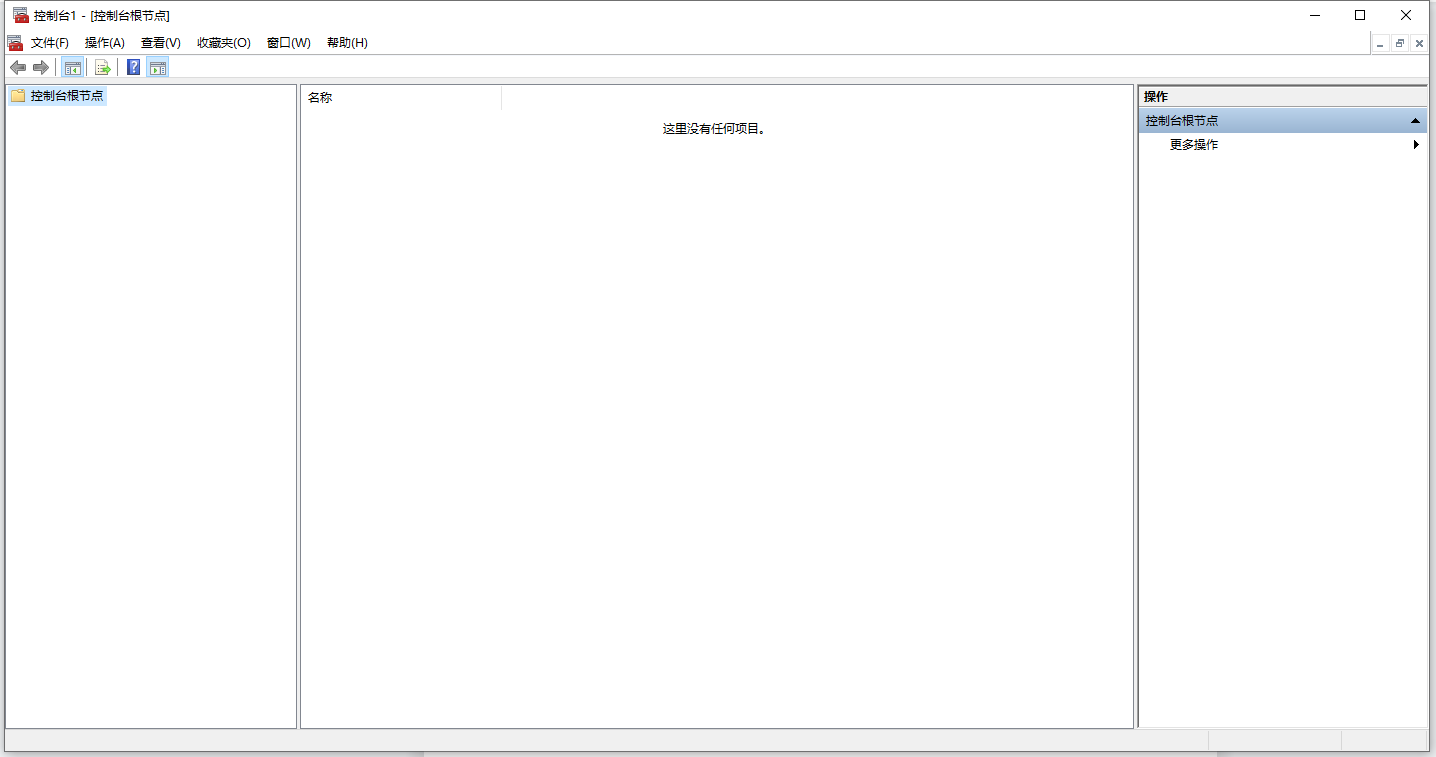 控制台1 - [控制台根节点]
文件(F) 操作(A) 查看(V) 收藏夹(O) 窗口(W) 帮助(H)
控制台根节点
名称
这里没有任何项目。
操作
控制台根节点
更多操作